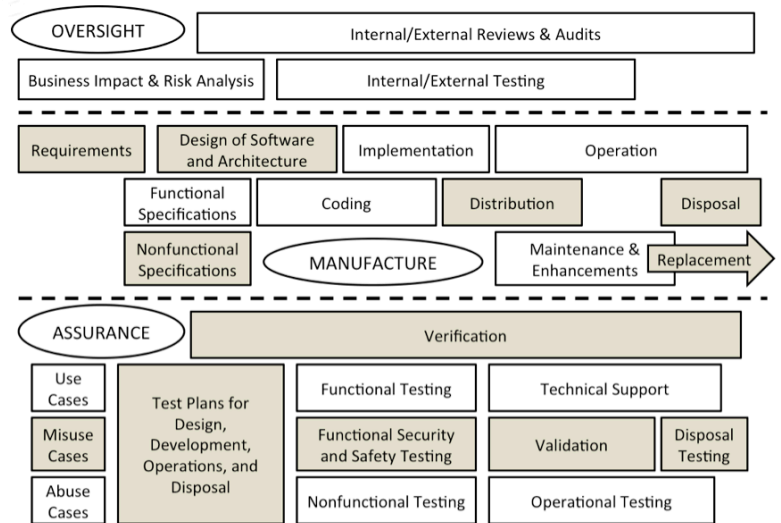 OVERSIGHT
Internal/External Reviews & Audits
Business Impact & Risk Analysis
Internal/External Testing
Requirements
Design of Software
and Architecture
Implementation
Operation
Functional
Specifications
Coding
Distribution
Disposal
Nonfunctional
Specifications
MANUFACTURE
Maintenance &
Enhancements
Replacement
ASSURANCE
Verification
Use
Cases
Test Plans for
Design,
Development,
Operations, and
Disposal
Functional Testing
Technical Support
Misuse
Cases
Functional Security
and Safety Testing
Validation
Disposal
Testing
Abuse
Cases
Nonfunctional Testing
Operational Testing